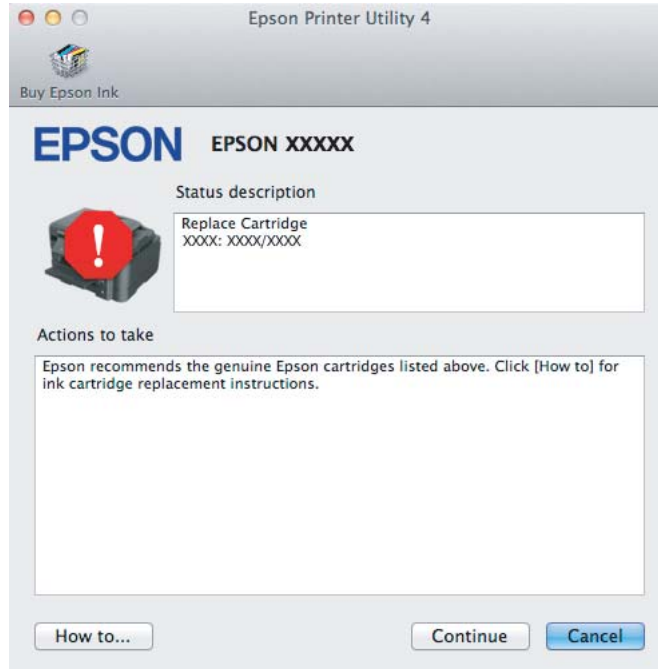 Epson Printer Utility 4
Buy Epson Ink
EPSON EPSON XXXXX
Status description
Replace Cartridge
XXXX: XXXX/XXXX
!
Actions to take
Epson recommends the genuine Epson cartridges listed above. Click [How to] for
ink cartridge replacement instructions.
How to... Continue Cancel